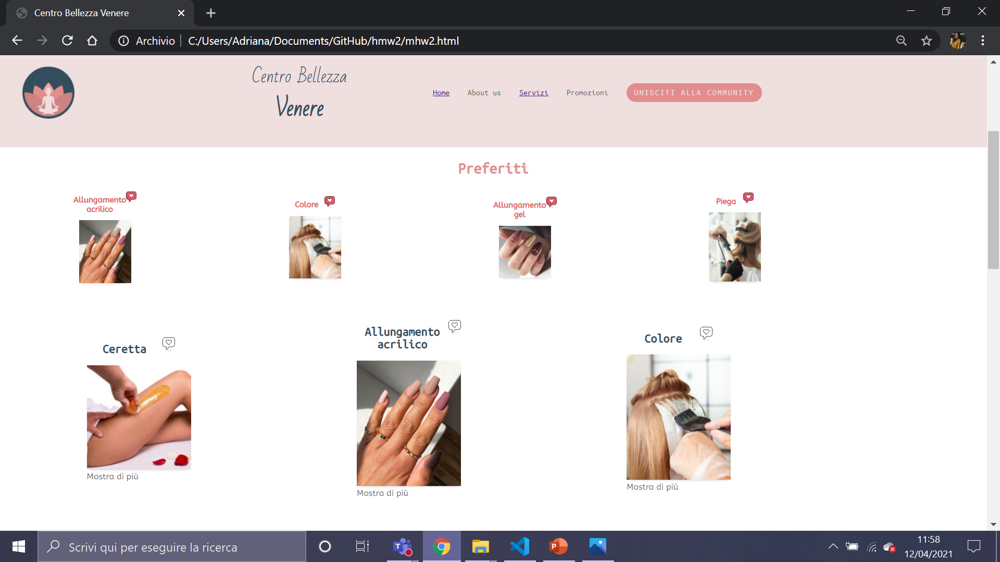 Centro Bellezza Venere
Archivio
C:/Users/Adriana/Documents/GitHub/hmw2/mhw2.html
Centro Bellezza
Venere
Home
About us
Servizi
Promozioni
UNISCITI ALLA COMMUNITY
Preferiti
Allungamento
acrilico
Colore
Allungamento
gel
Piega
Ceretta
Allungamento
acrilico
Colore
Mostra di più
Mostra di più
Mostra di più
Scrivi qui per eseguire la ricerca
T
P
11:58
12/04/2021